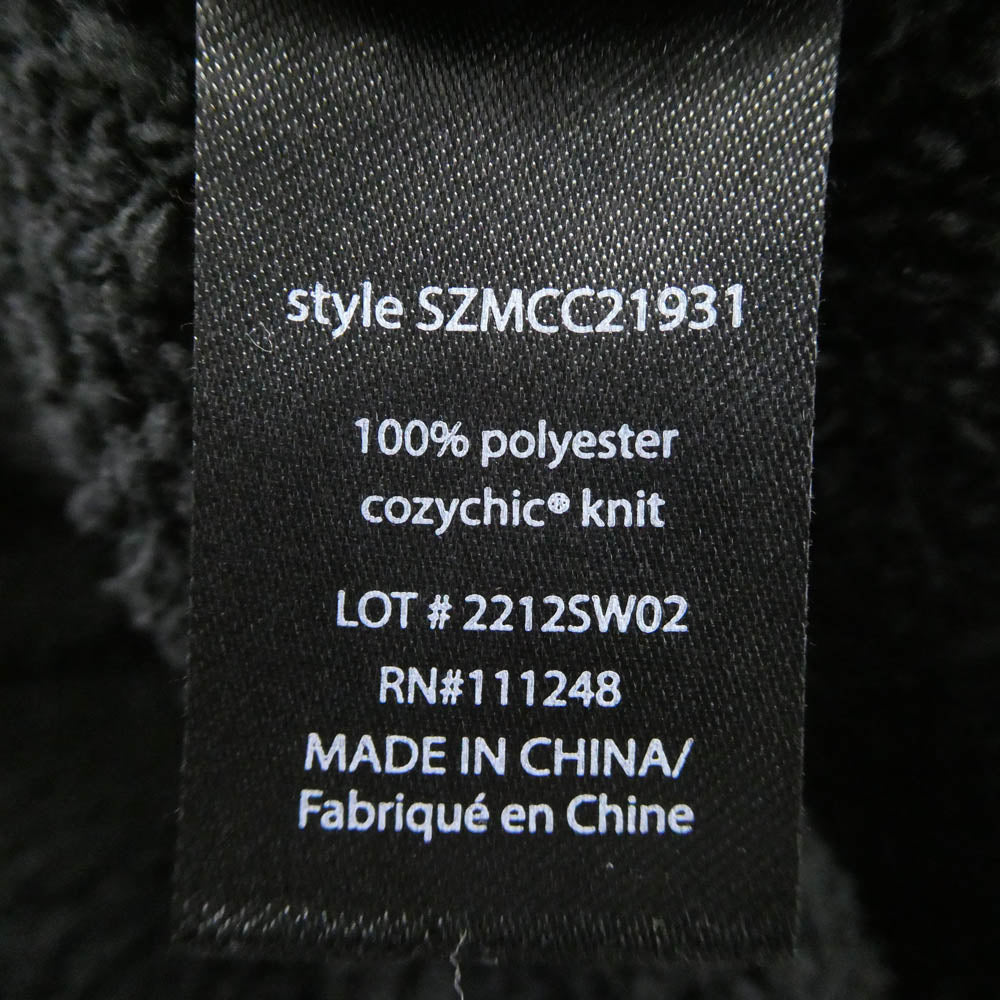 style SZMCC21931
100% polyester
cozychic® knit
LOT # 2212SW02
RN#111248
MADE IN CHINA/
Fabriqué en Chine